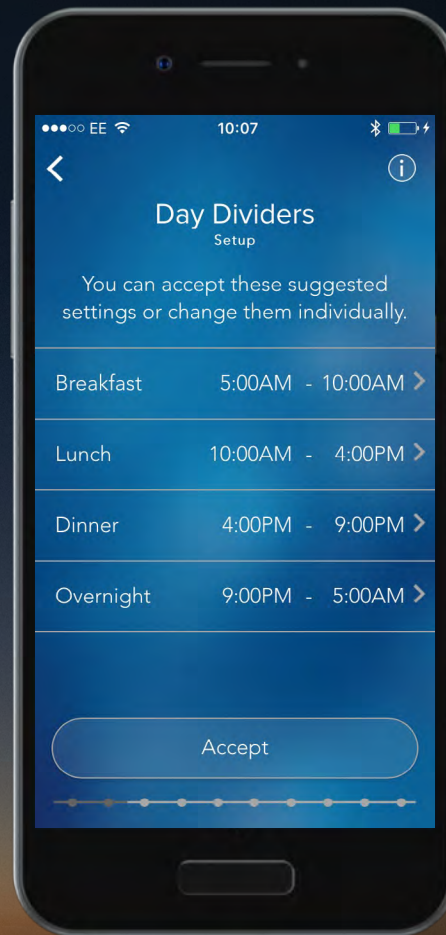 ●●●○○ EE 10:07
Day Dividers
Setup
You can accept these suggested
settings or change them individually.
Breakfast 5:00AM - 10:00AM >
Lunch 10:00AM - 4:00PM >
Dinner 4:00PM - 9:00PM >
Overnight 9:00PM - 5:00AM >
Accept